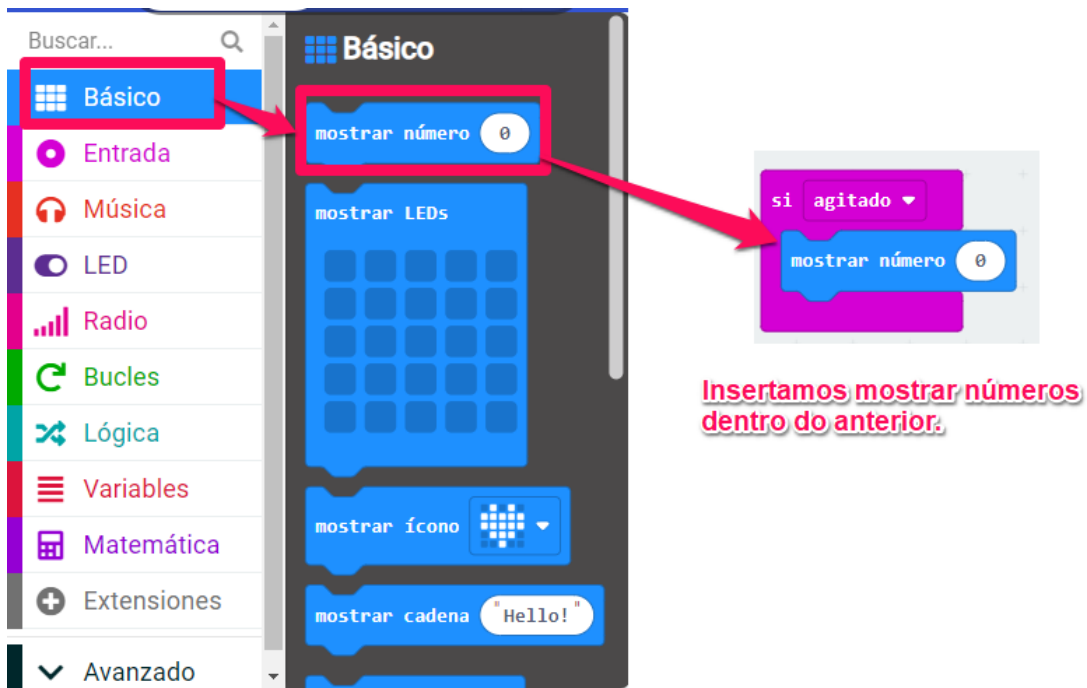 Buscar...
Básico
Entrada
Música
LED
Radio
Bucles
Lógica
Variables
Matemática
Extensiones
Avanzado
Básico
mostrar número 0
mostrar LEDs
mostrar ícono
mostrar cadena "Hello!"
si agitado
mostrar número 0
Insertamos mostrar números
dentro do anterior.